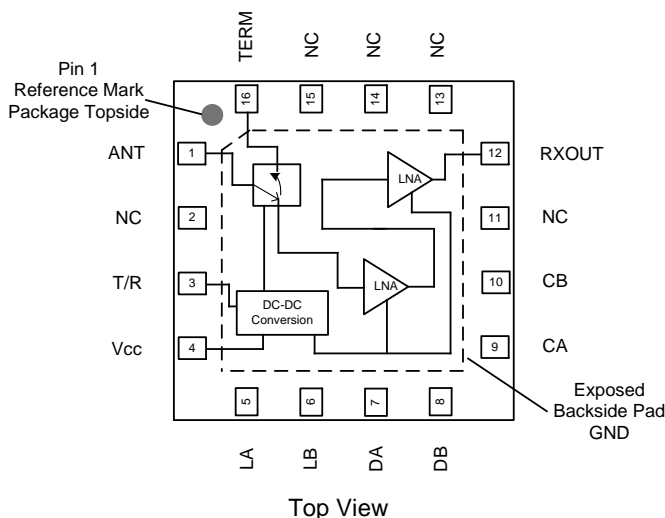 TERM
NC
NC
NC
Pin 1
Reference Mark
Package Topside
16
15
14
13
ANT
1
LNA
12
RXOUT
NC
2
11
NC
T/R
3
LNA
10
CB
DC-DC
Conversion
Vcc
4
9
CA
5
6
7
8
Exposed
Backside Pad
GND
LA
LB
DA
DB
Top View